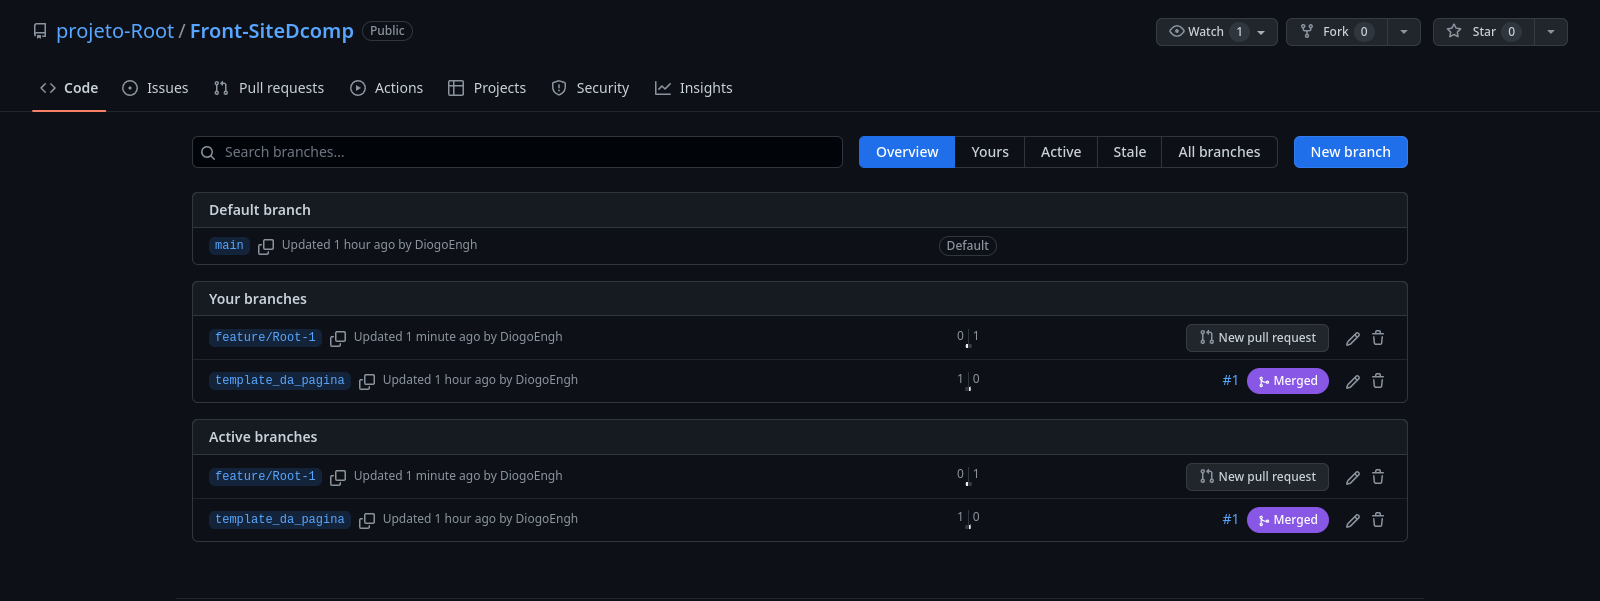 projeto-Root / Front-SiteDcomp Public Watch 1 Fork 0 Star 0
Code Issues Pull requests Actions Projects Security Insights
Search branches... Overview Yours Active Stale All branches New branch
Default branch
main Updated 1 hour ago by DiogoEngh Default
Your branches
feature/Root-1 Updated 1 minute ago by DiogoEngh 0 1 New pull request
template_da_pagina Updated 1 hour ago by DiogoEngh 1 0 #1 Merged
Active branches
feature/Root-1 Updated 1 minute ago by DiogoEngh 0 1 New pull request
template_da_pagina Updated 1 hour ago by DiogoEngh 1 0 #1 Merged